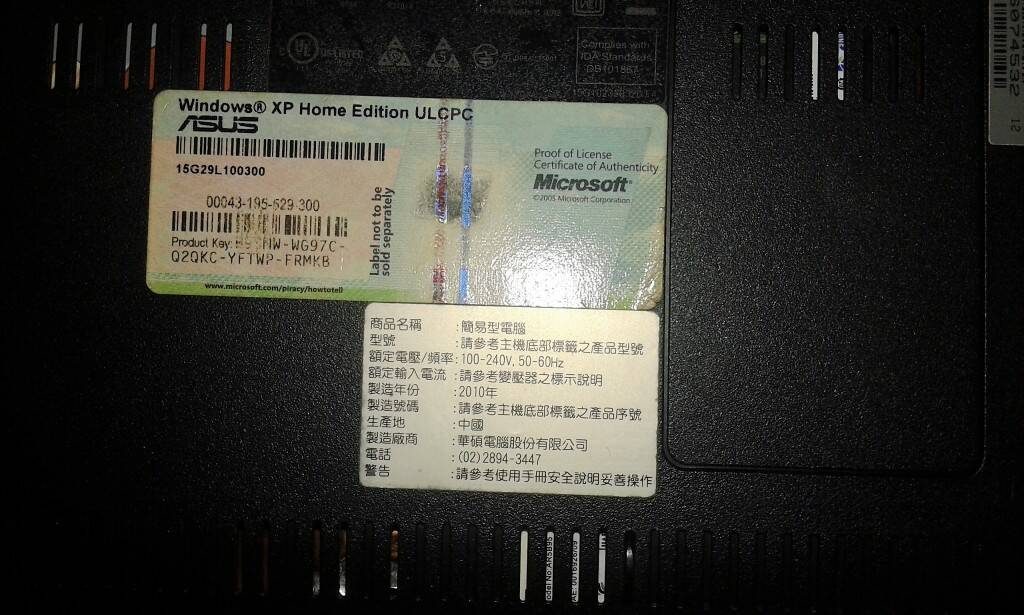 UL LISTED
Complies with
IDA Standards
DB101867
Windows® XP Home Edition ULCPC
ASUS
15G29L100300
00043-195-629-300
Product Key:
Q2QKC-YFTWP-FRMKB
www.microsoft.com/piracy/howtotell
Label not to be
sold separately
Proof of License
Certificate of Authenticity
Microsoft®
©2005 Microsoft Corporation
商品名稱 :簡易型電腦
型號 :請參考主機底部標籤之產品型號
額定電壓/頻率:100-240V, 50-60Hz
額定輸入電流 :請參考變壓器之標示說明
製造年份 :2010年
製造號碼 :請參考主機底部標籤之產品序號
生產地 :中國
製造廠商 :華碩電腦股份有限公司
電話 :(02)2894-3447
警告 :請參考使用手冊安全說明妥善操作
6074532
12